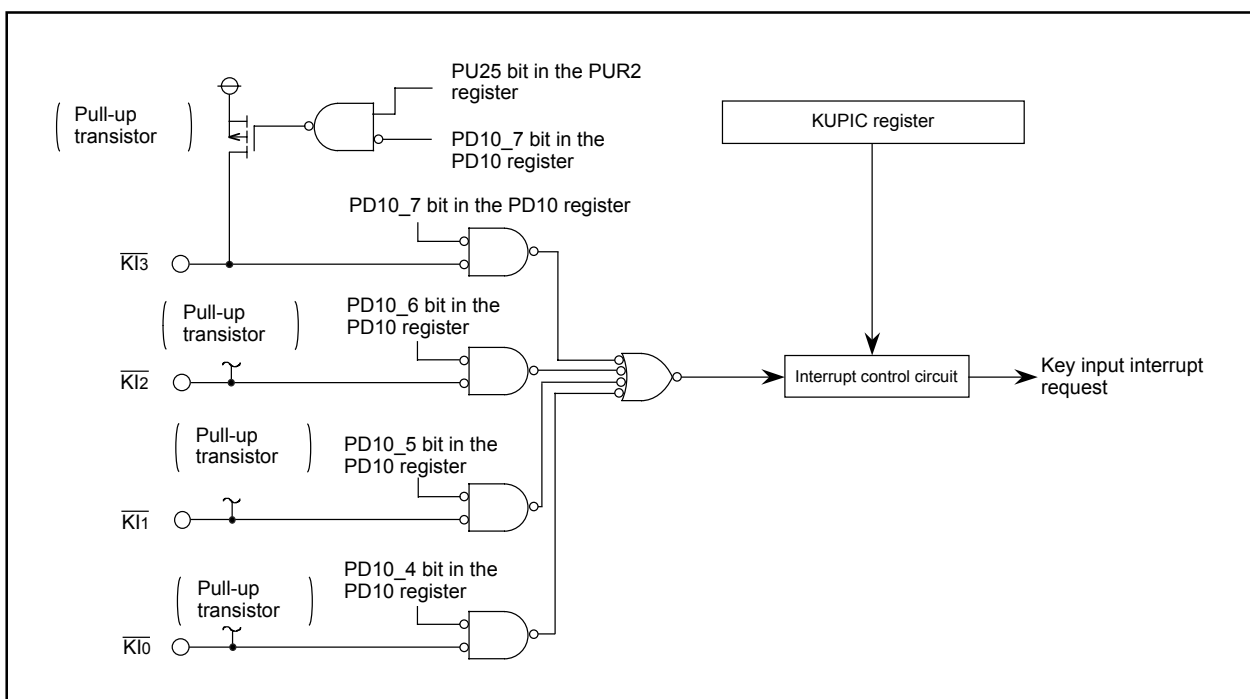 PU25 bit in the PUR2
register
Pull-up
transistor
PD10_7 bit in the
PD10 register
KUPIC register
PD10_7 bit in the PD10 register
KI3
Pull-up
transistor
PD10_6 bit in the
PD10 register
KI2
Interrupt control circuit
Key input interrupt
request
Pull-up
transistor
PD10_5 bit in the
PD10 register
KI1
Pull-up
transistor
PD10_4 bit in the
PD10 register
KI0